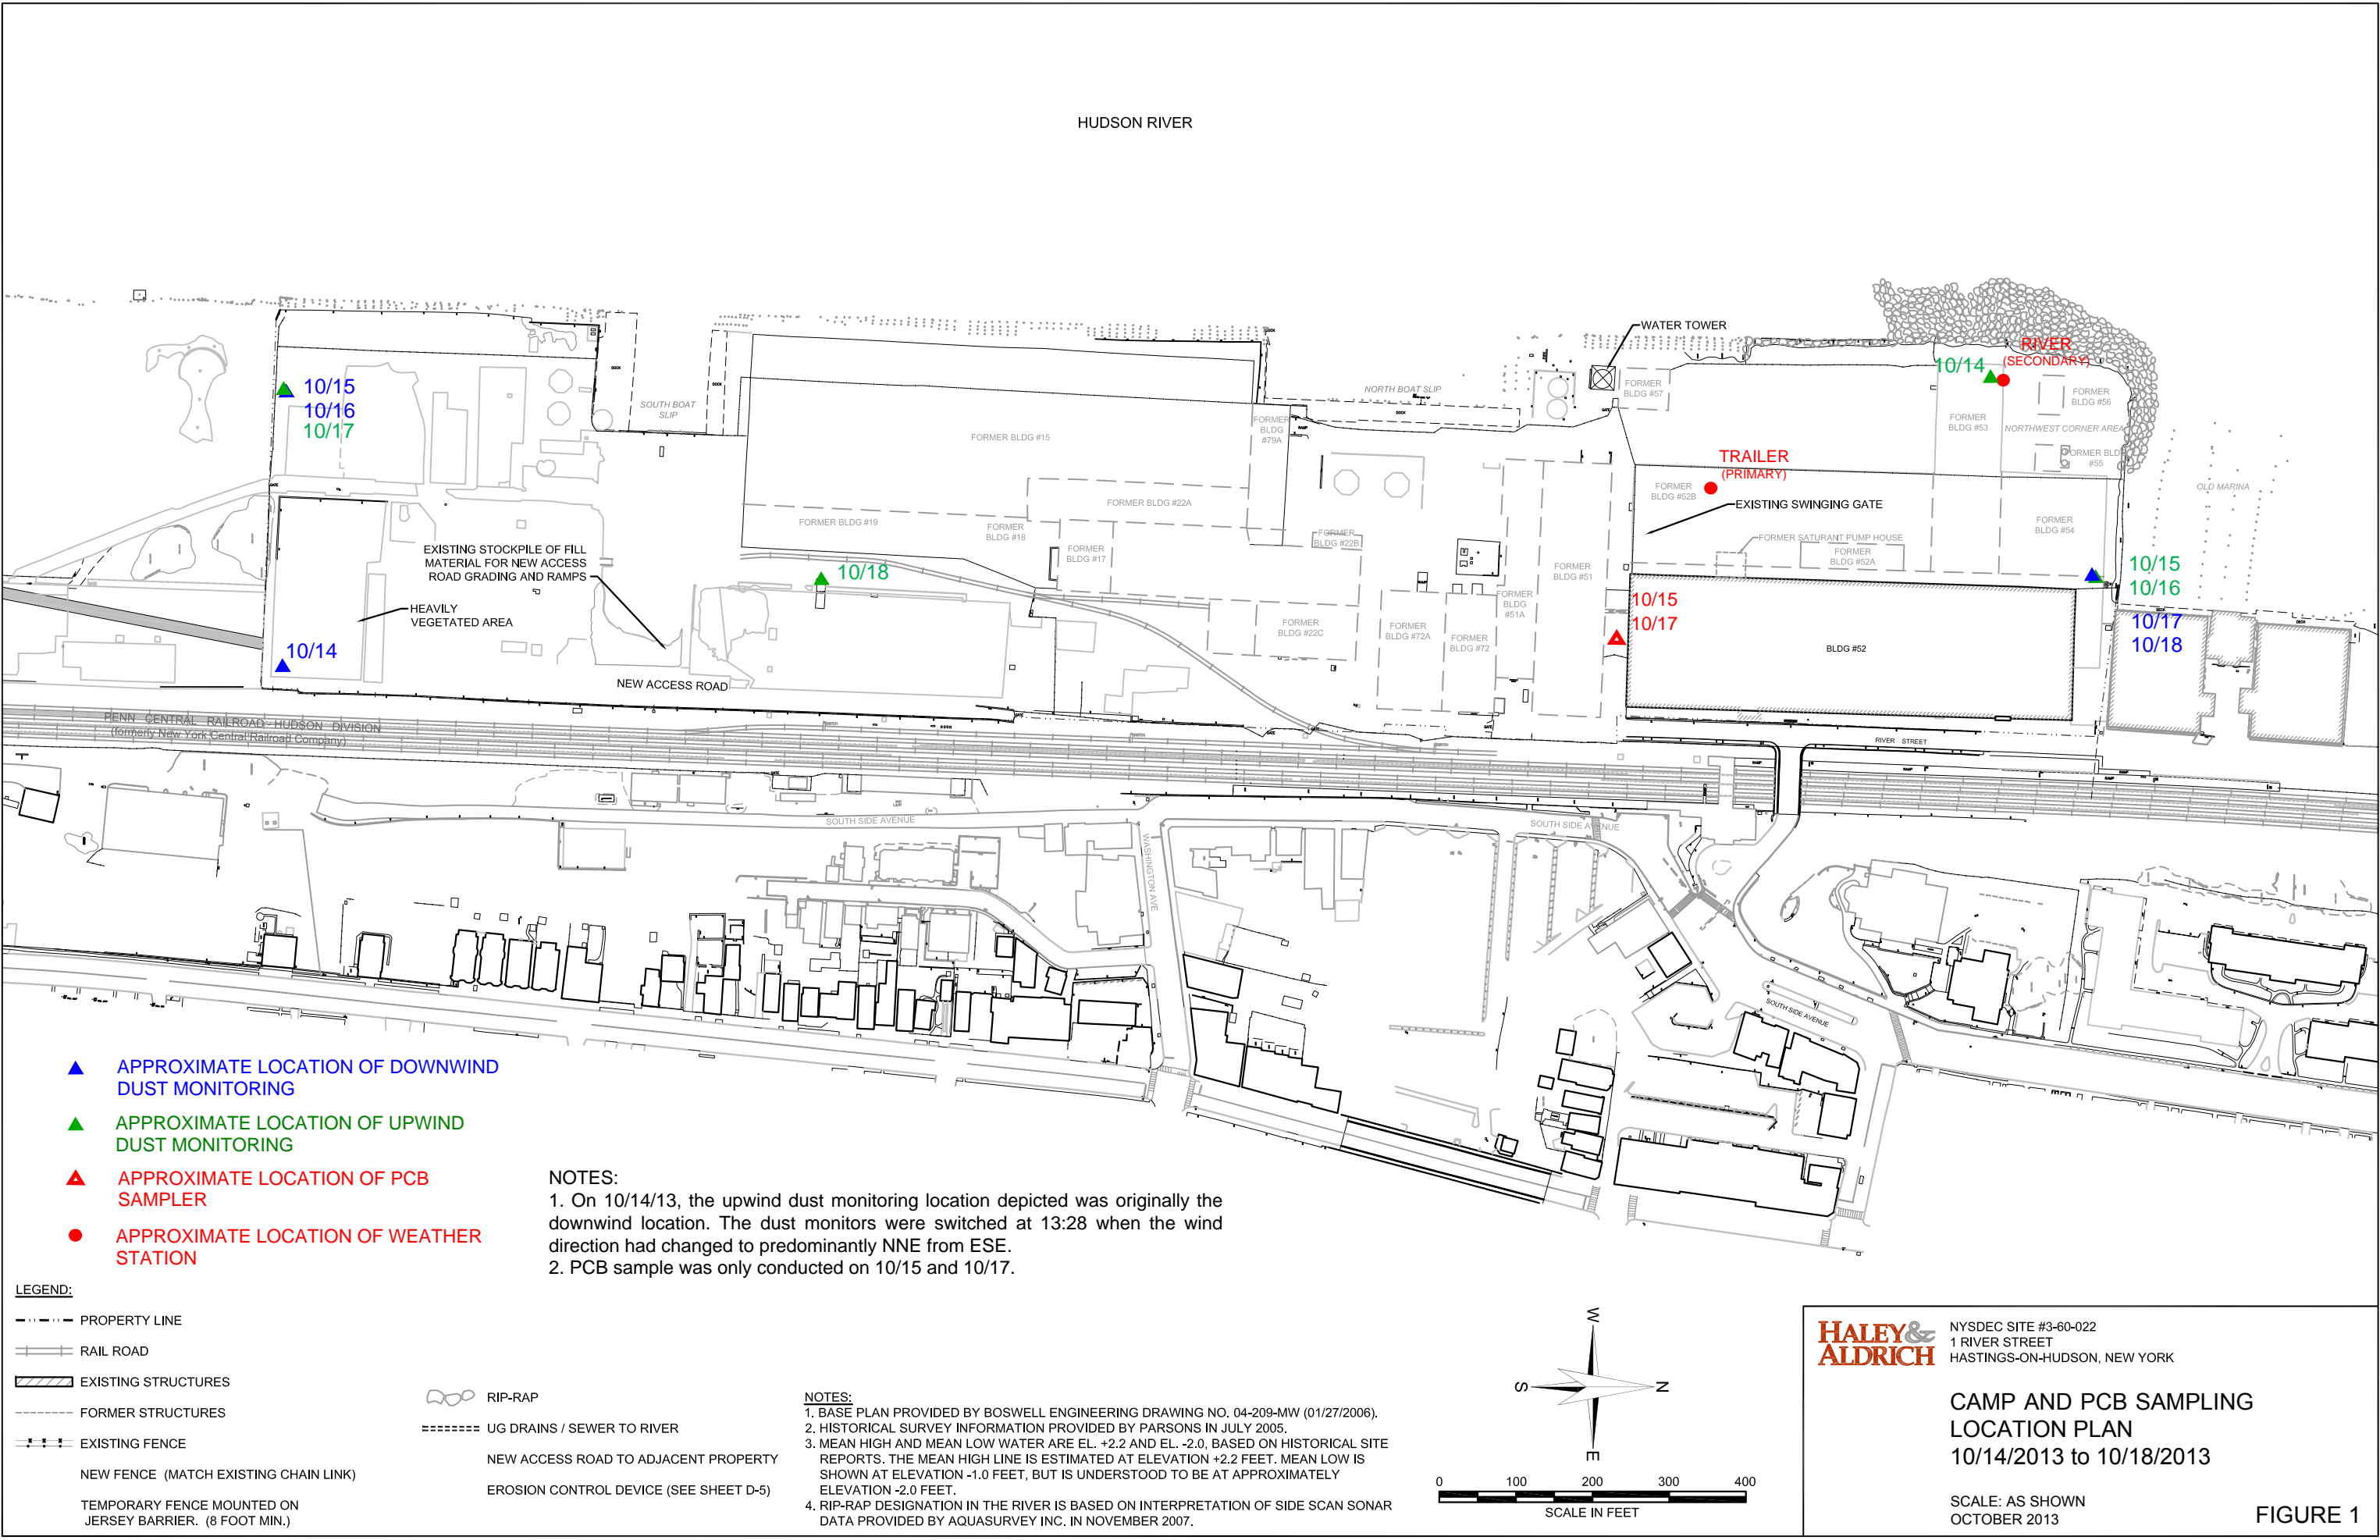 HUDSON RIVER
WATER TOWER
RIVER
(SECONDARY)
10/14
10/15
10/16
10/17
SOUTH BOAT
SLIP
DOCK
DOCK
DOCK
NORTH BOAT SLIP
DOCK
FORMER
BLDG #57
FORMER
BLDG #56
FORMER
BLDG #53
NORTHWEST CORNER AREA
FORMER BLD
#55
FORMER BLDG #15
FORMER
BLDG
#79A
TRAILER
(PRIMARY)
FORMER
BLDG #52B
EXISTING SWINGING GATE
OLD MARINA
FORMER BLDG #22A
FORMER BLDG #19
FORMER
BLDG #18
FORMER
BLDG #17
FORMER
BLDG #22B
FORMER
BLDG #54
FORMER SATURANT PUMP HOUSE
FORMER
BLDG #52A
EXISTING STOCKPILE OF FILL
MATERIAL FOR NEW ACCESS
ROAD GRADING AND RAMPS
10/18
FORMER
BLDG #51
10/15
10/16
HEAVILY
VEGETATED AREA
FORMER
BLDG
#51A
10/15
10/17
10/17
10/18
FORMER
BLDG #22C
FORMER
BLDG #72A
FORMER
BLDG #72
BLDG #52
10/14
NEW ACCESS ROAD
PENN CENTRAL RAILROAD - HUDSON DIVISION
(formerly New York Central Railroad Company)
RIVER STREET
SOUTH SIDE AVENUE
SOUTH SIDE AVENUE
WASHINGTON AVE
SOUTH SIDE AVENUE
APPROXIMATE LOCATION OF DOWNWIND
DUST MONITORING
APPROXIMATE LOCATION OF UPWIND
DUST MONITORING
APPROXIMATE LOCATION OF PCB
SAMPLER
APPROXIMATE LOCATION OF WEATHER
STATION
NOTES:
1. On 10/14/13, the upwind dust monitoring location depicted was originally the
downwind location. The dust monitors were switched at 13:28 when the wind
direction had changed to predominantly NNE from ESE.
2. PCB sample was only conducted on 10/15 and 10/17.
LEGEND:
PROPERTY LINE
RAIL ROAD
EXISTING STRUCTURES
FORMER STRUCTURES
EXISTING FENCE
NEW FENCE (MATCH EXISTING CHAIN LINK)
TEMPORARY FENCE MOUNTED ON
JERSEY BARRIER. (8 FOOT MIN.)
RIP-RAP
UG DRAINS / SEWER TO RIVER
NEW ACCESS ROAD TO ADJACENT PROPERTY
EROSION CONTROL DEVICE (SEE SHEET D-5)
NOTES:
1. BASE PLAN PROVIDED BY BOSWELL ENGINEERING DRAWING NO. 04-209-MW (01/27/2006).
2. HISTORICAL SURVEY INFORMATION PROVIDED BY PARSONS IN JULY 2005.
3. MEAN HIGH AND MEAN LOW WATER ARE EL. +2.2 AND EL. -2.0, BASED ON HISTORICAL SITE
REPORTS. THE MEAN HIGH LINE IS ESTIMATED AT ELEVATION +2.2 FEET. MEAN LOW IS
SHOWN AT ELEVATION -1.0 FEET, BUT IS UNDERSTOOD TO BE AT APPROXIMATELY
ELEVATION -2.0 FEET.
4. RIP-RAP DESIGNATION IN THE RIVER IS BASED ON INTERPRETATION OF SIDE SCAN SONAR
DATA PROVIDED BY AQUASURVEY INC. IN NOVEMBER 2007.
W
S
N
E
0 100 200 300 400
SCALE IN FEET
HALEY &
ALDRICH
NYSDEC SITE #3-60-022
1 RIVER STREET
HASTINGS-ON-HUDSON, NEW YORK
CAMP AND PCB SAMPLING
LOCATION PLAN
10/14/2013 to 10/18/2013
SCALE: AS SHOWN
OCTOBER 2013
FIGURE 1